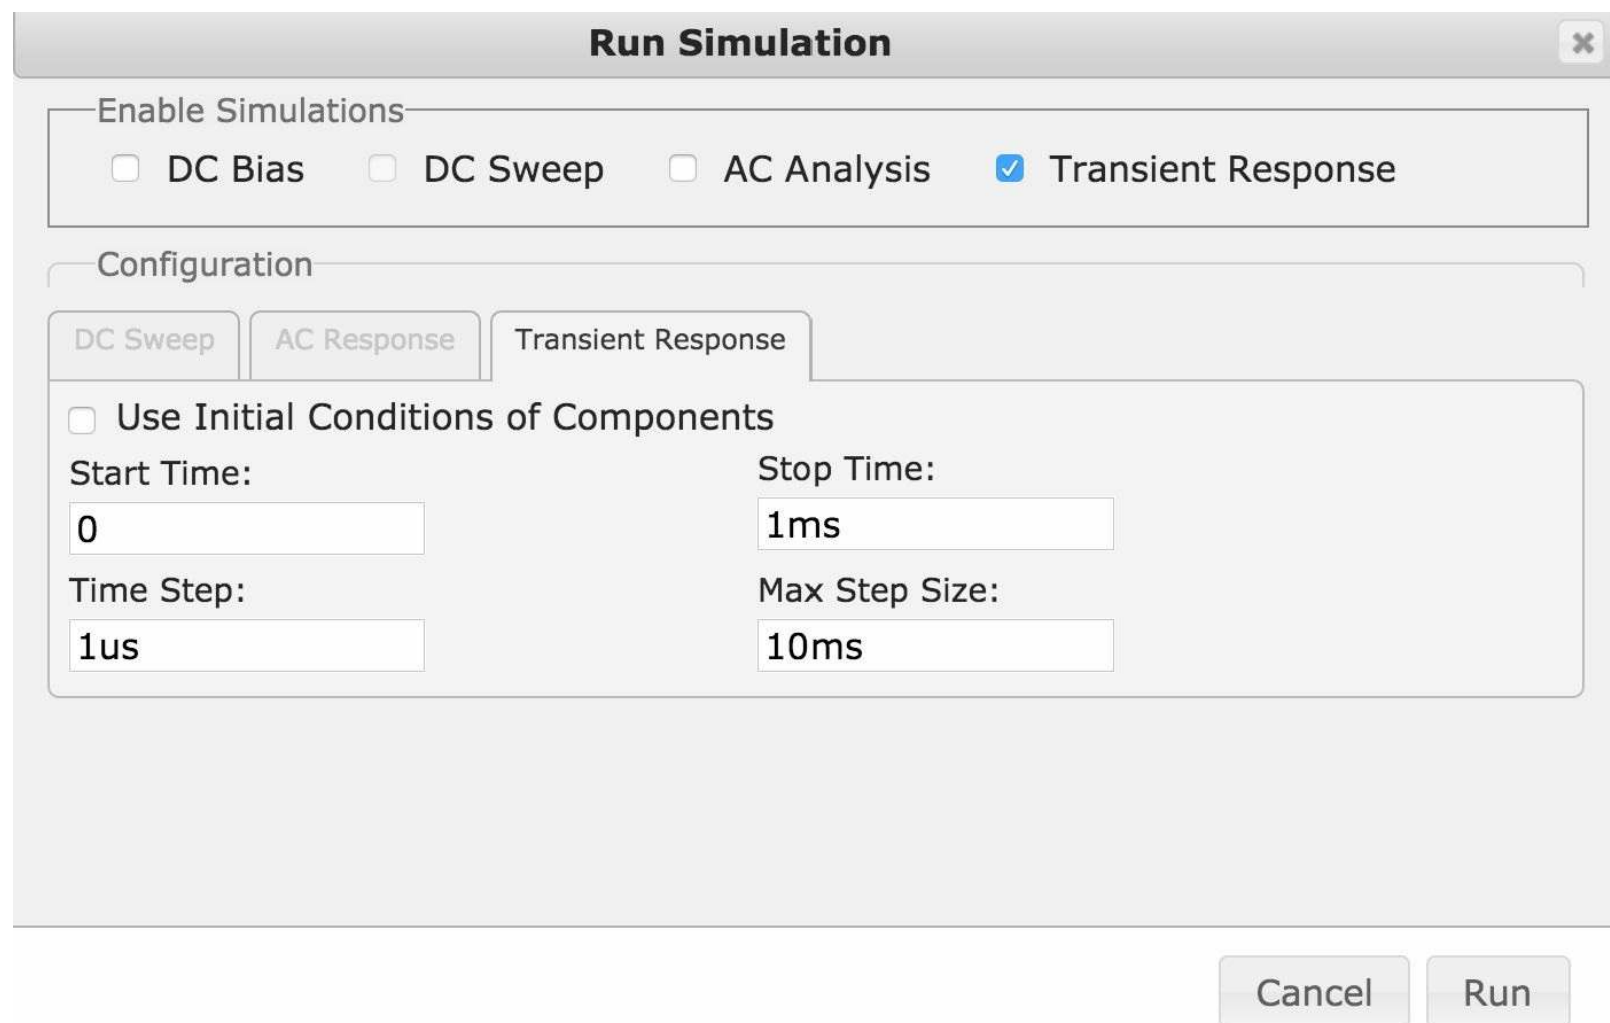 Run Simulation
Enable Simulations
DC Bias DC Sweep AC Analysis Transient Response
Configuration
DC Sweep AC Response Transient Response
Use Initial Conditions of Components
Start Time: Stop Time:
0 1ms
Time Step: Max Step Size:
1us 10ms
Cancel Run